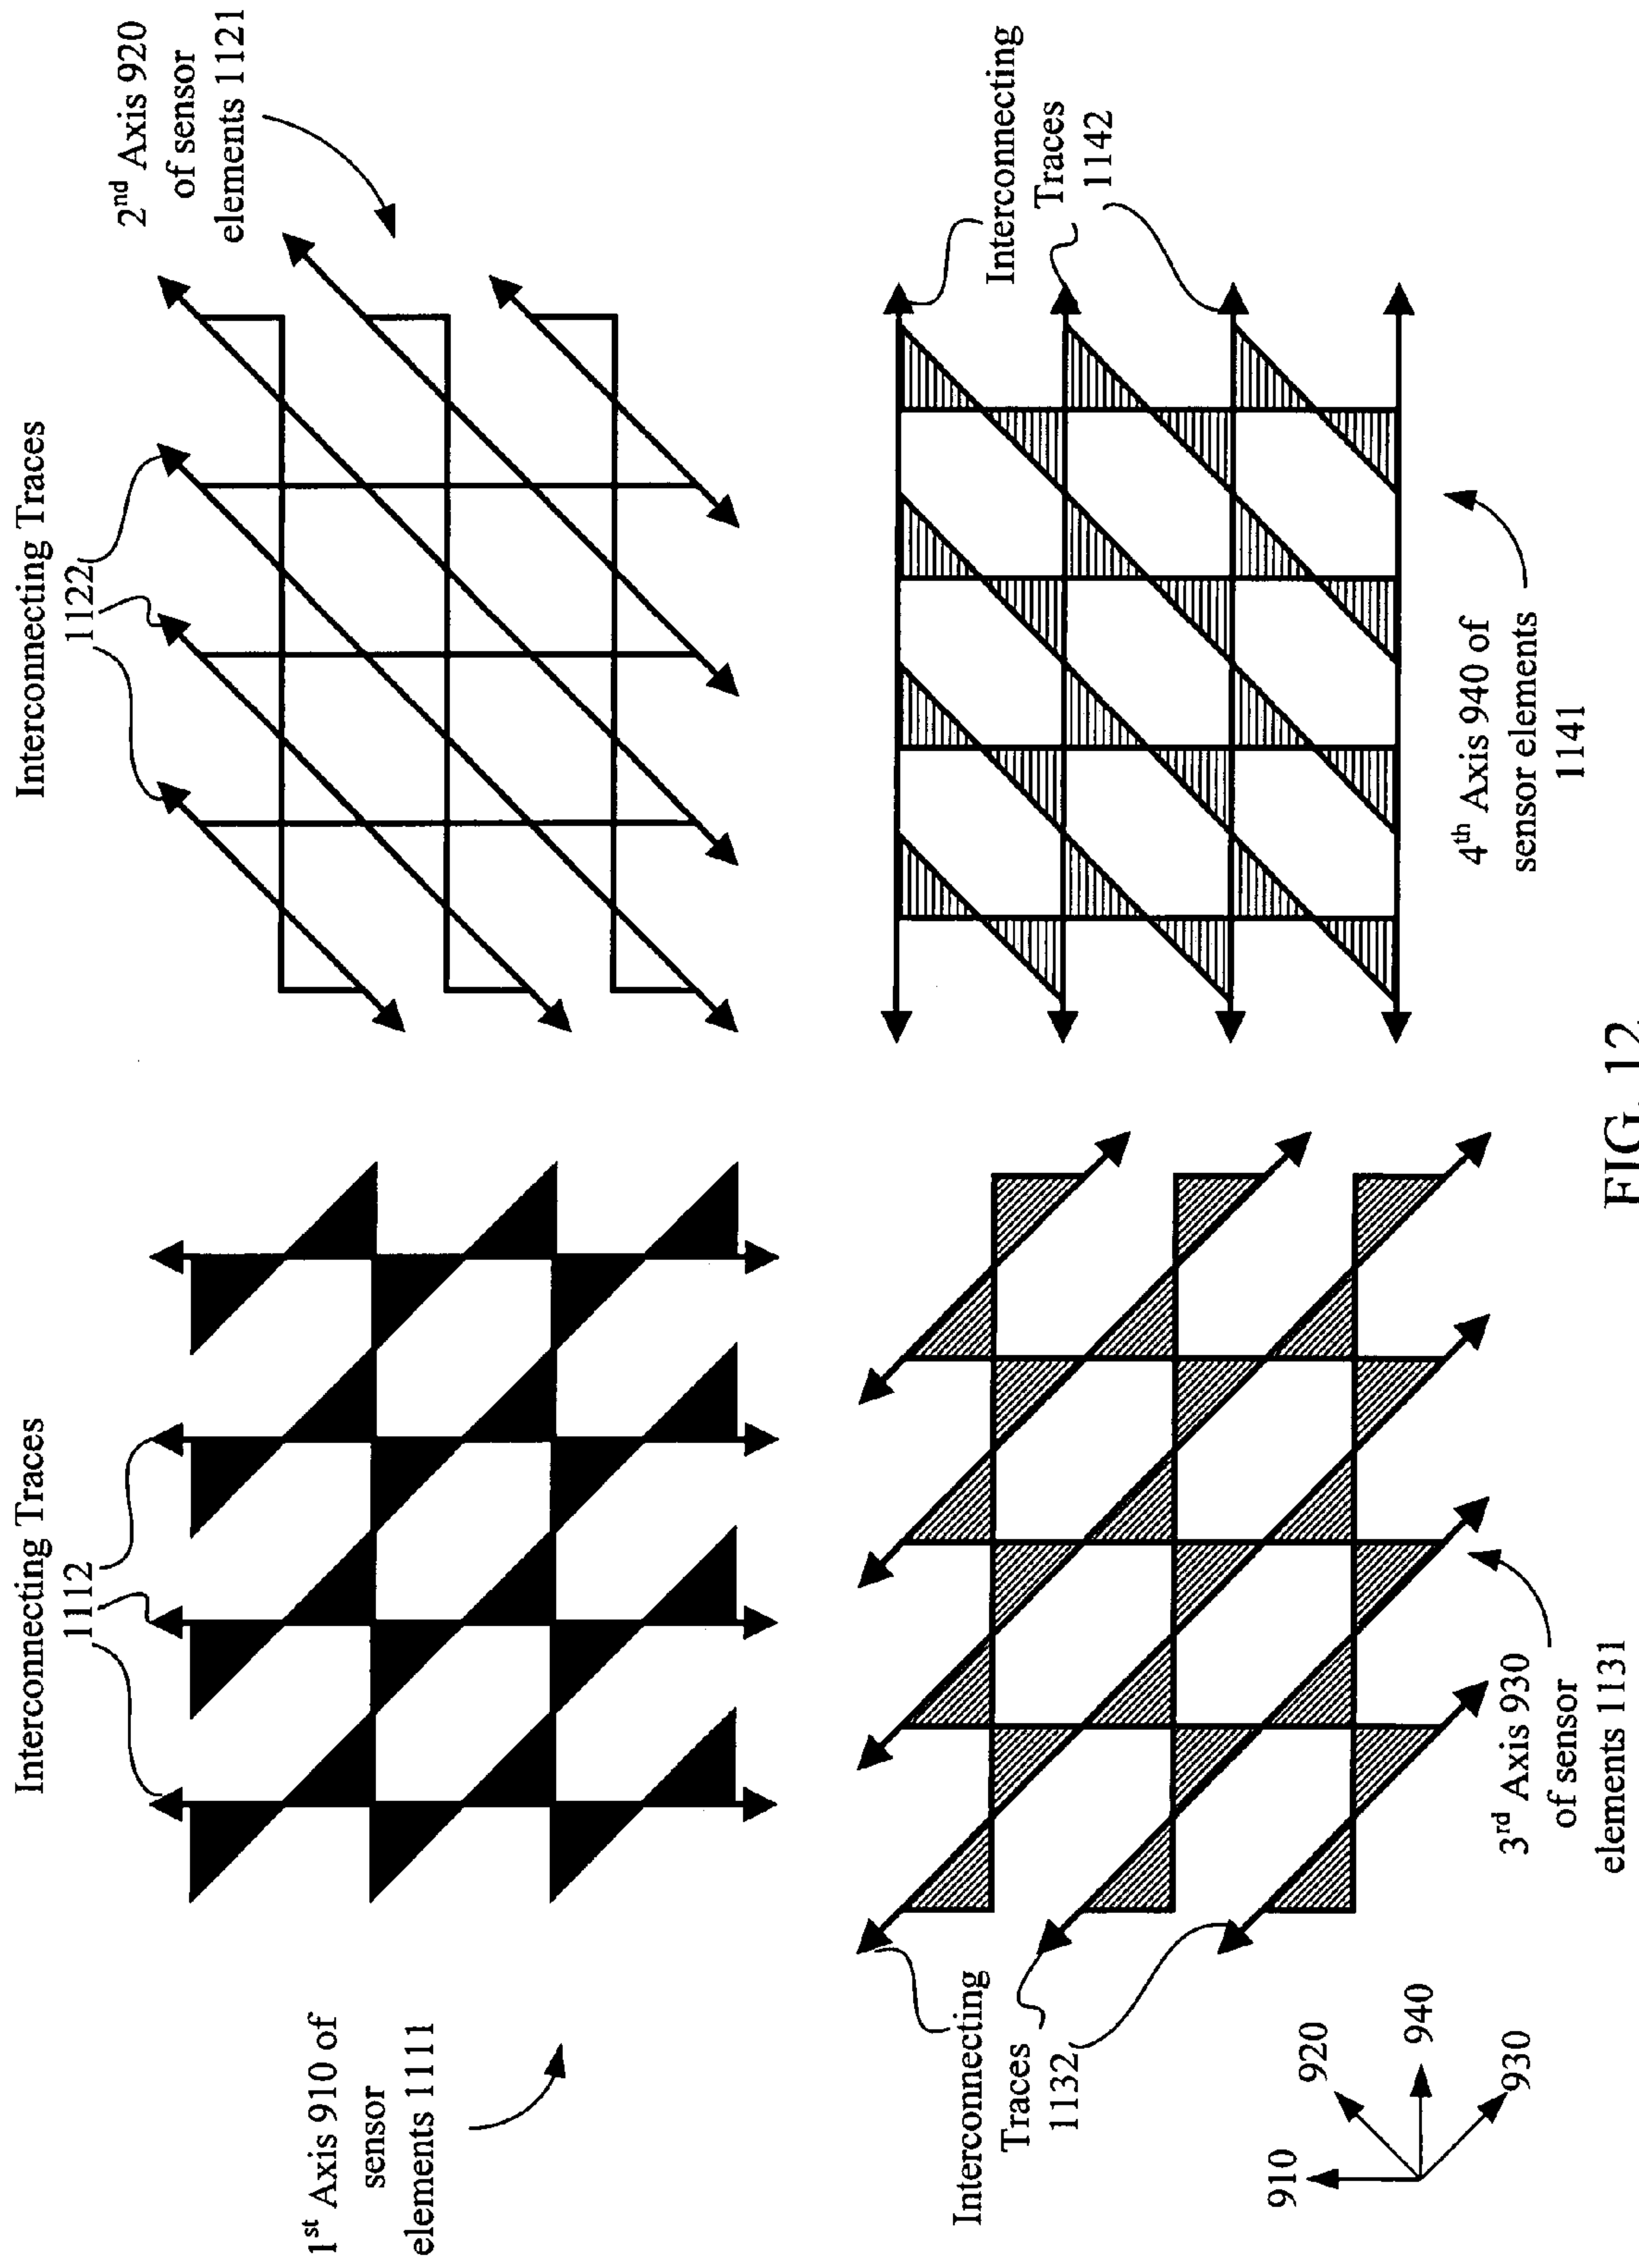 Interconnecting Traces
1112
1st Axis 910 of
sensor
elements 1111
Interconnecting Traces
1122
2nd Axis 920
of sensor
elements 1121
Interconnecting
Traces
1132
3rd Axis 930
of sensor
elements 1131
Interconnecting
Traces
1142
4th Axis 940 of
sensor elements
1141
910
920
940
930
FIG. 12